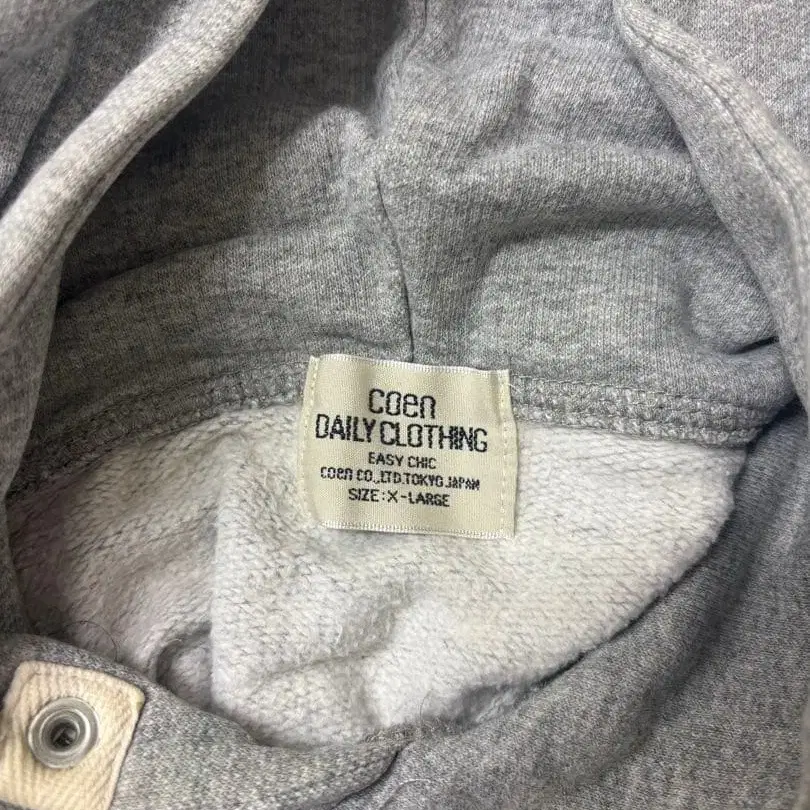 coen
DAILY CLOTHING
EASY CHIC
coen CO.,LTD.TOKYO JAPAN
SIZE:X-LARGE